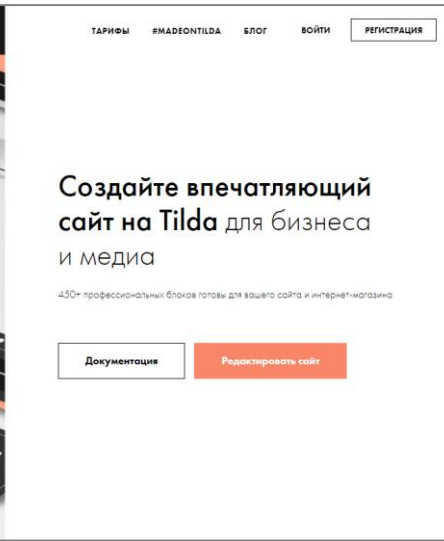 ТАРИФЫ #MADEONTILDA БЛОГ ВОЙТИ РЕГИСТРАЦИЯ
Создайте впечатляющий
сайт на Tilda для бизнеса
и медиа
450+ профессиональных блоков готовы для вашего сайта и интернет-магазина
Документация Редактировать сайт